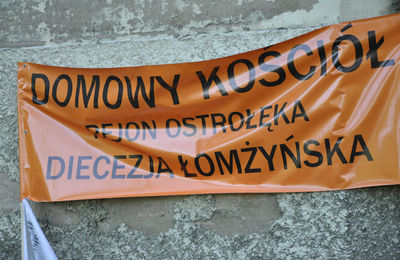 DOMOWY KOŚCIÓŁ
REJON OSTROŁĘKA
DIECEZJA ŁOMŻYŃSKA